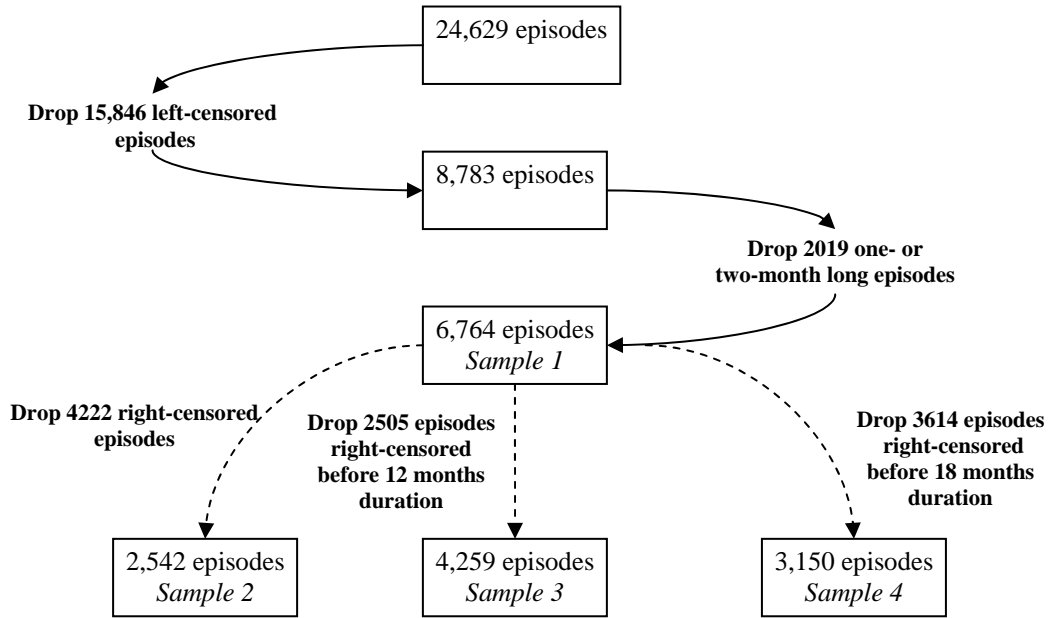 24,629 episodes
Drop 15,846 left-censored
episodes
8,783 episodes
Drop 2019 one- or
two-month long episodes
6,764 episodes
Sample 1
Drop 4222 right-censored
episodes
Drop 2505 episodes
right-censored
before 12 months
duration
Drop 3614 episodes
right-censored
before 18 months
duration
2,542 episodes
Sample 2
4,259 episodes
Sample 3
3,150 episodes
Sample 4